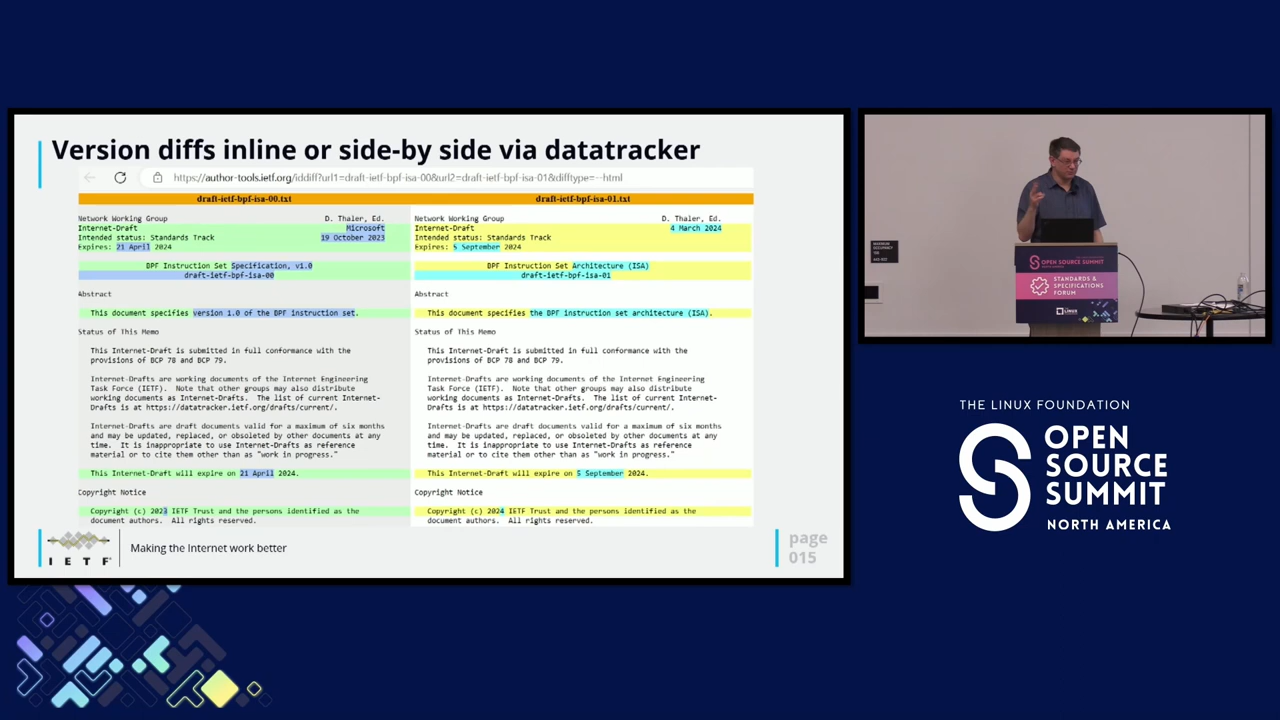 Version diffs inline or side-by side via datatracker
https://author-tools.ietf.org/iddiff?url1=draft-ietf-bpf-isa-00&url2=draft-ietf-bpf-isa-01&difftype=--html
draft-ietf-bpf-isa-00.txt
Network Working Group D. Thaler, Ed.
Internet-Draft Microsoft
Intended status: Standards Track 19 October 2023
Expires: 21 April 2024
BPF Instruction Set Specification, v1.0
draft-ietf-bpf-isa-00
Abstract
This document specifies version 1.0 of the BPF instruction set.
Status of This Memo
This Internet-Draft is submitted in full conformance with the
provisions of BCP 78 and BCP 79.
Internet-Drafts are working documents of the Internet Engineering
Task Force (IETF). Note that other groups may also distribute
working documents as Internet-Drafts. The list of current Internet-
Drafts is at https://datatracker.ietf.org/drafts/current/.
Internet-Drafts are draft documents valid for a maximum of six months
and may be updated, replaced, or obsoleted by other documents at any
time. It is inappropriate to use Internet-Drafts as reference
material or to cite them other than as "work in progress."
This Internet-Draft will expire on 21 April 2024.
Copyright Notice
Copyright (c) 2023 IETF Trust and the persons identified as the
document authors. All rights reserved.
draft-ietf-bpf-isa-01.txt
Network Working Group D. Thaler, Ed.
Internet-Draft 4 March 2024
Intended status: Standards Track
Expires: 5 September 2024
BPF Instruction Set Architecture (ISA)
draft-ietf-bpf-isa-01
Abstract
This document specifies the BPF instruction set architecture (ISA).
Status of This Memo
This Internet-Draft is submitted in full conformance with the
provisions of BCP 78 and BCP 79.
Internet-Drafts are working documents of the Internet Engineering
Task Force (IETF). Note that other groups may also distribute
working documents as Internet-Drafts. The list of current Internet-
Drafts is at https://datatracker.ietf.org/drafts/current/.
Internet-Drafts are draft documents valid for a maximum of six months
and may be updated, replaced, or obsoleted by other documents at any
time. It is inappropriate to use Internet-Drafts as reference
material or to cite them other than as "work in progress."
This Internet-Draft will expire on 5 September 2024.
Copyright Notice
Copyright (c) 2024 IETF Trust and the persons identified as the
document authors. All rights reserved.
I E T F
Making the Internet work better
page
015
OPEN SOURCE SUMMIT
STANDARDS &
SPECIFICATIONS
FORUM
LINUX
THE LINUX FOUNDATION
OPEN
SOURCE
SUMMIT
NORTH AMERICA